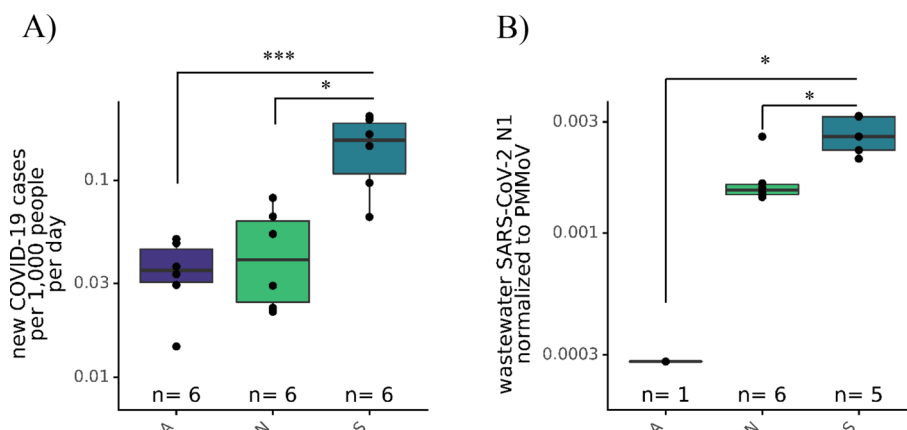 A)
***
*
new COVID-19 cases
per 1,000 people
per day
0.1
0.03
0.01
n= 6
n= 6
n= 6
A
N
S
B)
*
*
wastewater SARS-CoV-2 N1
normalized to PMMoV
0.003
0.001
0.0003
n= 1
n= 6
n= 5
A
N
S